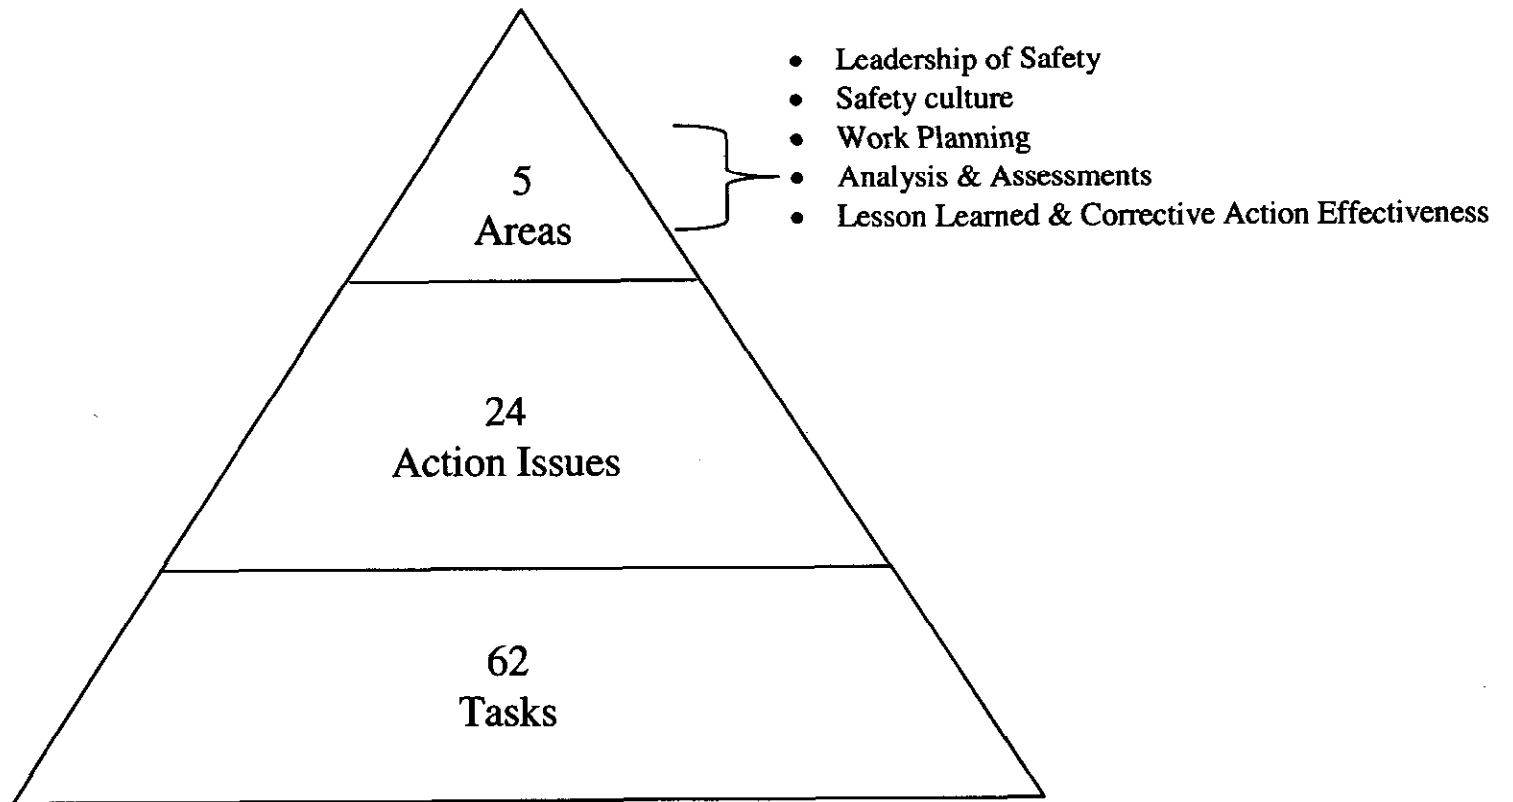 • Leadership of Safety
• Safety culture
• Work Planning
• Analysis & Assessments
• Lesson Learned & Corrective Action Effectiveness
5
Areas
24
Action Issues
62
Tasks